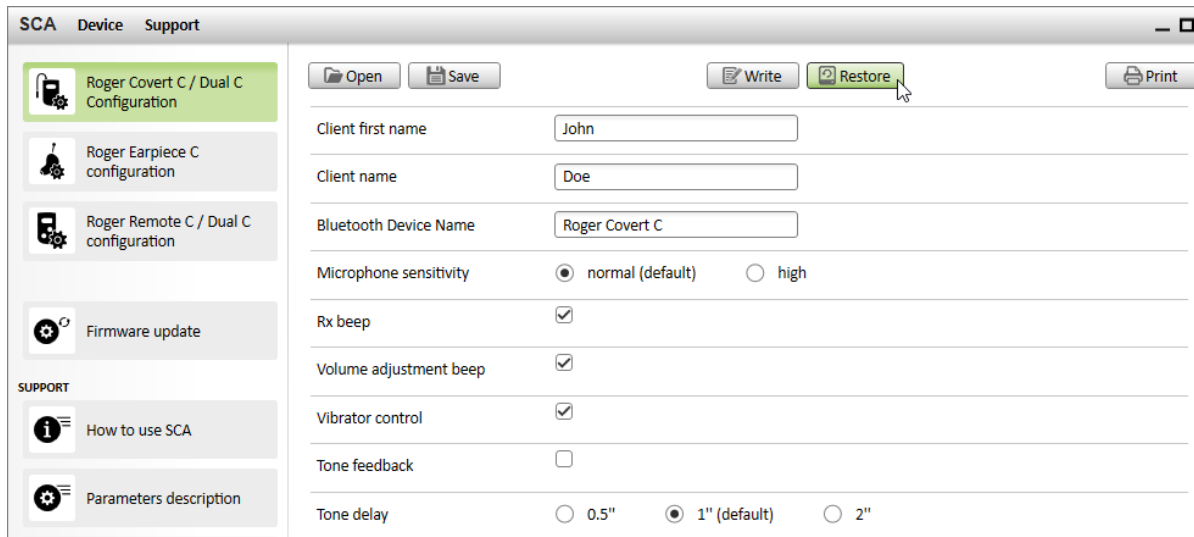 SCA Device Support
Roger Covert C / Dual C
Configuration
Roger Earpiece C
configuration
Roger Remote C / Dual C
configuration
Firmware update
SUPPORT
How to use SCA
Parameters description
Open Save Write Restore Print
Client first name John
Client name Doe
Bluetooth Device Name Roger Covert C
Microphone sensitivity normal (default) high
Rx beep
Volume adjustment beep
Vibrator control
Tone feedback
Tone delay 0.5" 1" (default) 2"